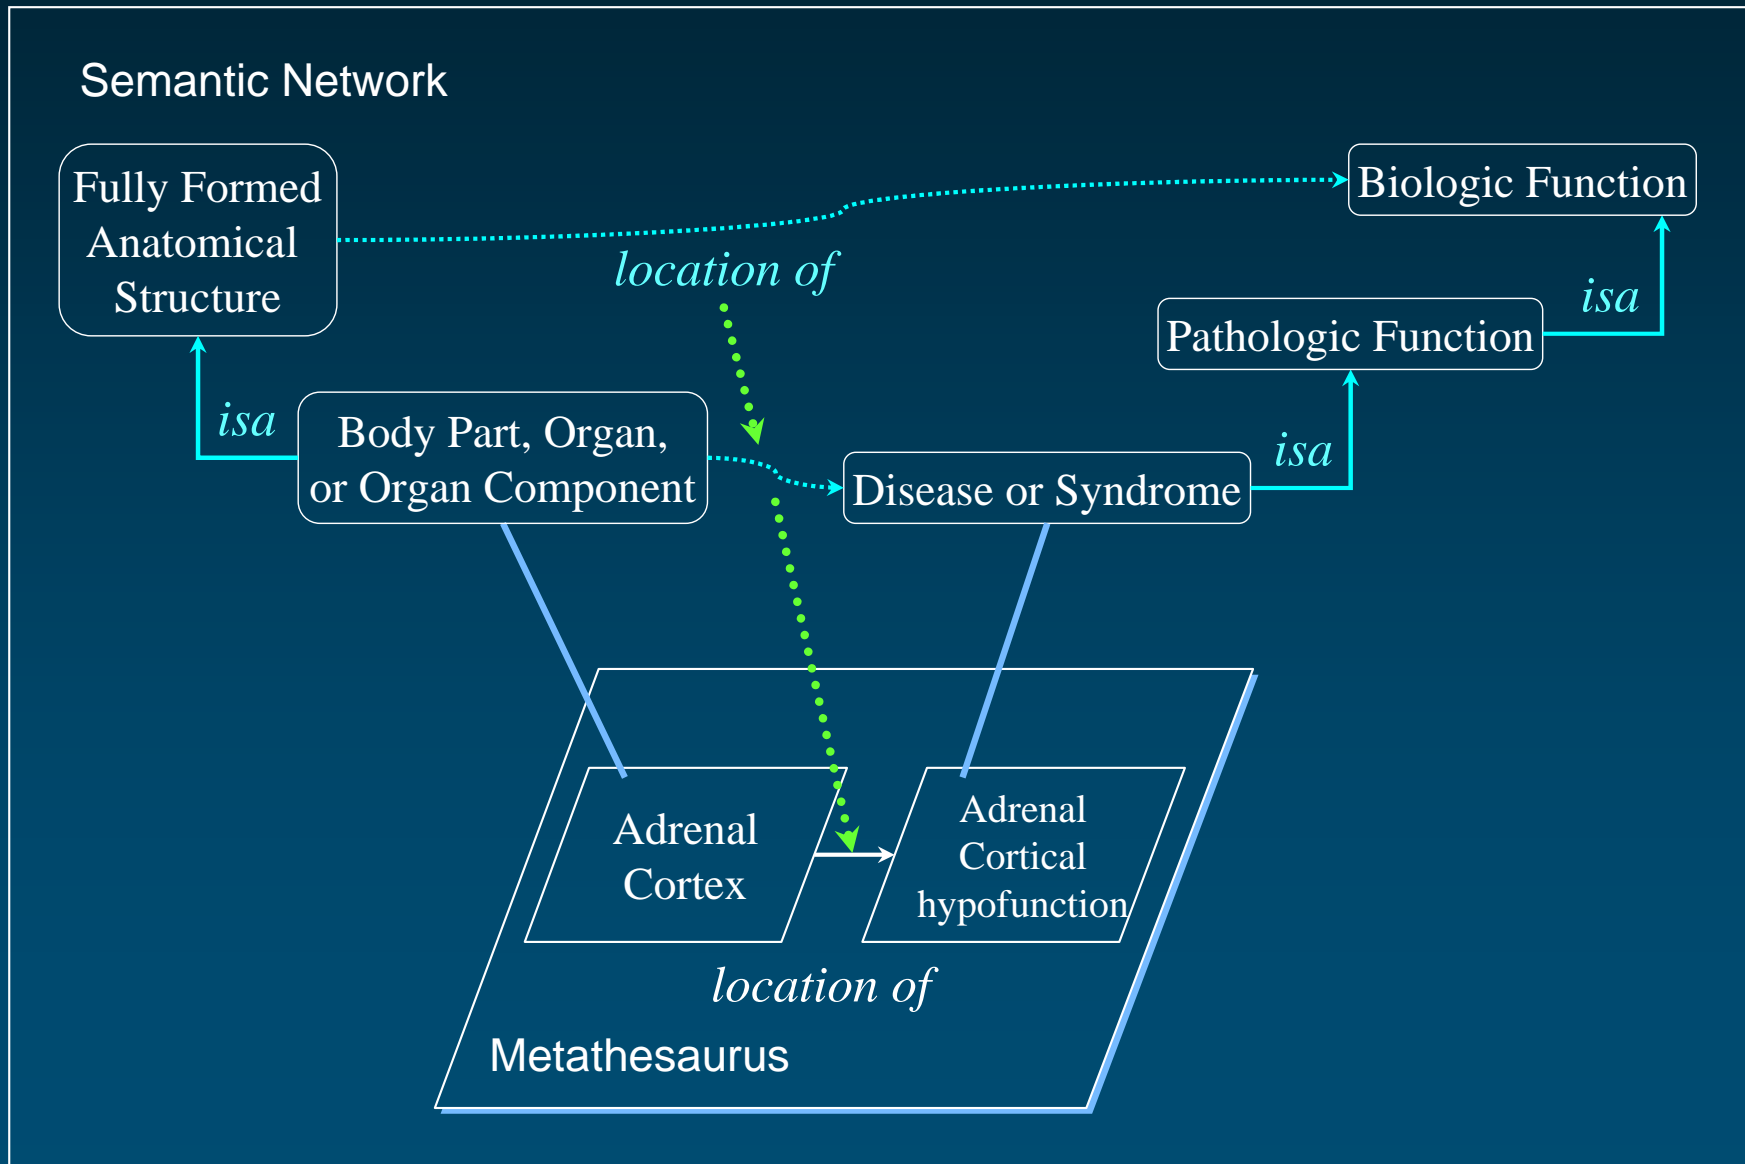 Semantic Network
Fully Formed
Anatomical
Structure
Biologic Function
location of
isa
Pathologic Function
isa
Body Part, Organ,
or Organ Component
isa
Disease or Syndrome
Adrenal
Cortex
Adrenal
Cortical
hypofunction
location of
Metathesaurus